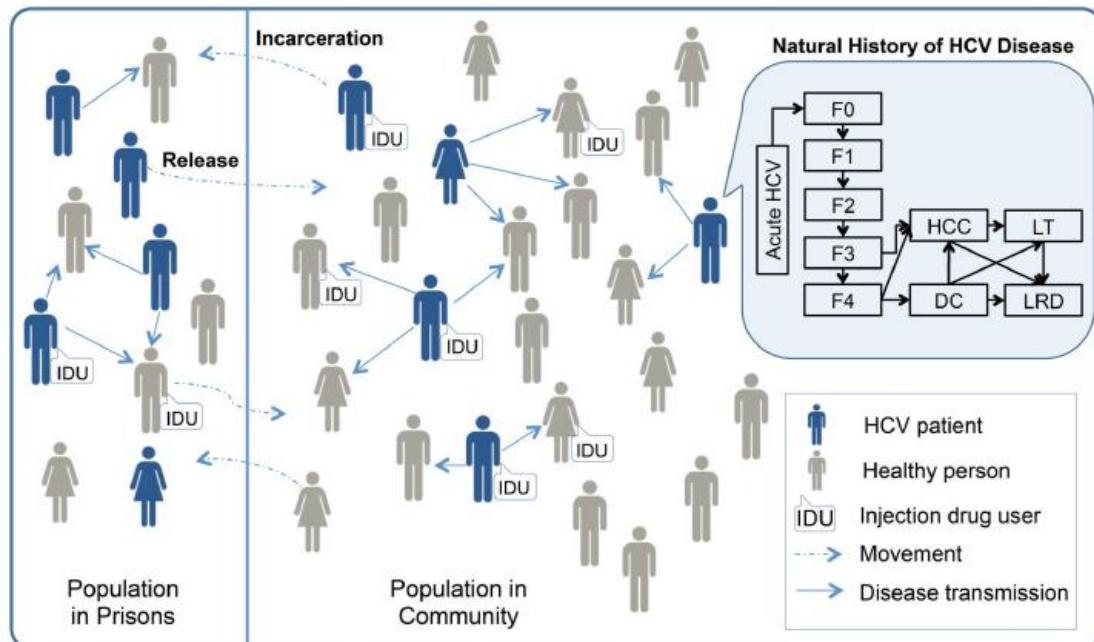 Incarceration
Natural History of HCV Disease
IDU
IDU
Release
Acute HCV
F0
F1
F2
F3
F4
HCC
LT
DC
LRD
IDU
IDU
IDU
IDU
IDU
IDU
HCV patient
Healthy person
IDU
Injection drug user
Movement
Disease transmission
Population
in Prisons
Population in
Community